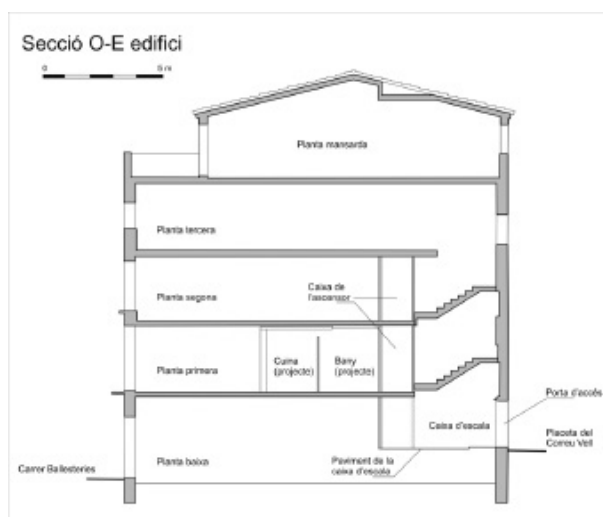 Secció O-E edifici
0
5 m
Planta mansarda
Planta tercera
Caixa de
l'ascensor
Planta segona
Cuina
(projecte)
Bany
(projecte)
Planta primera
Porta d'accés
Caixa d'escala
Placeta del
Correu Vell
Paviment de la
caixa d'escala
Planta baixa
Carrer Ballesteries